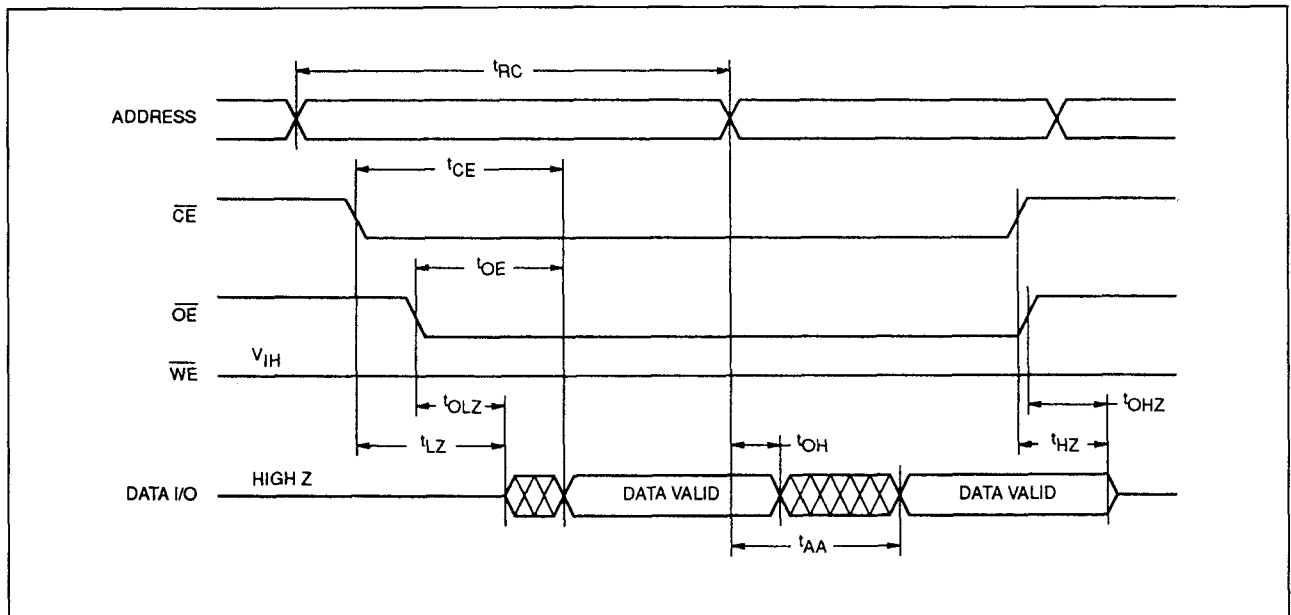 tRC
ADDRESS
tCE
CE
tOE
OE
VIH
WE
tOLZ
tOHZ
tLZ
tOH
tHZ
HIGH Z
DATA I/O
DATA VALID
DATA VALID
tAA